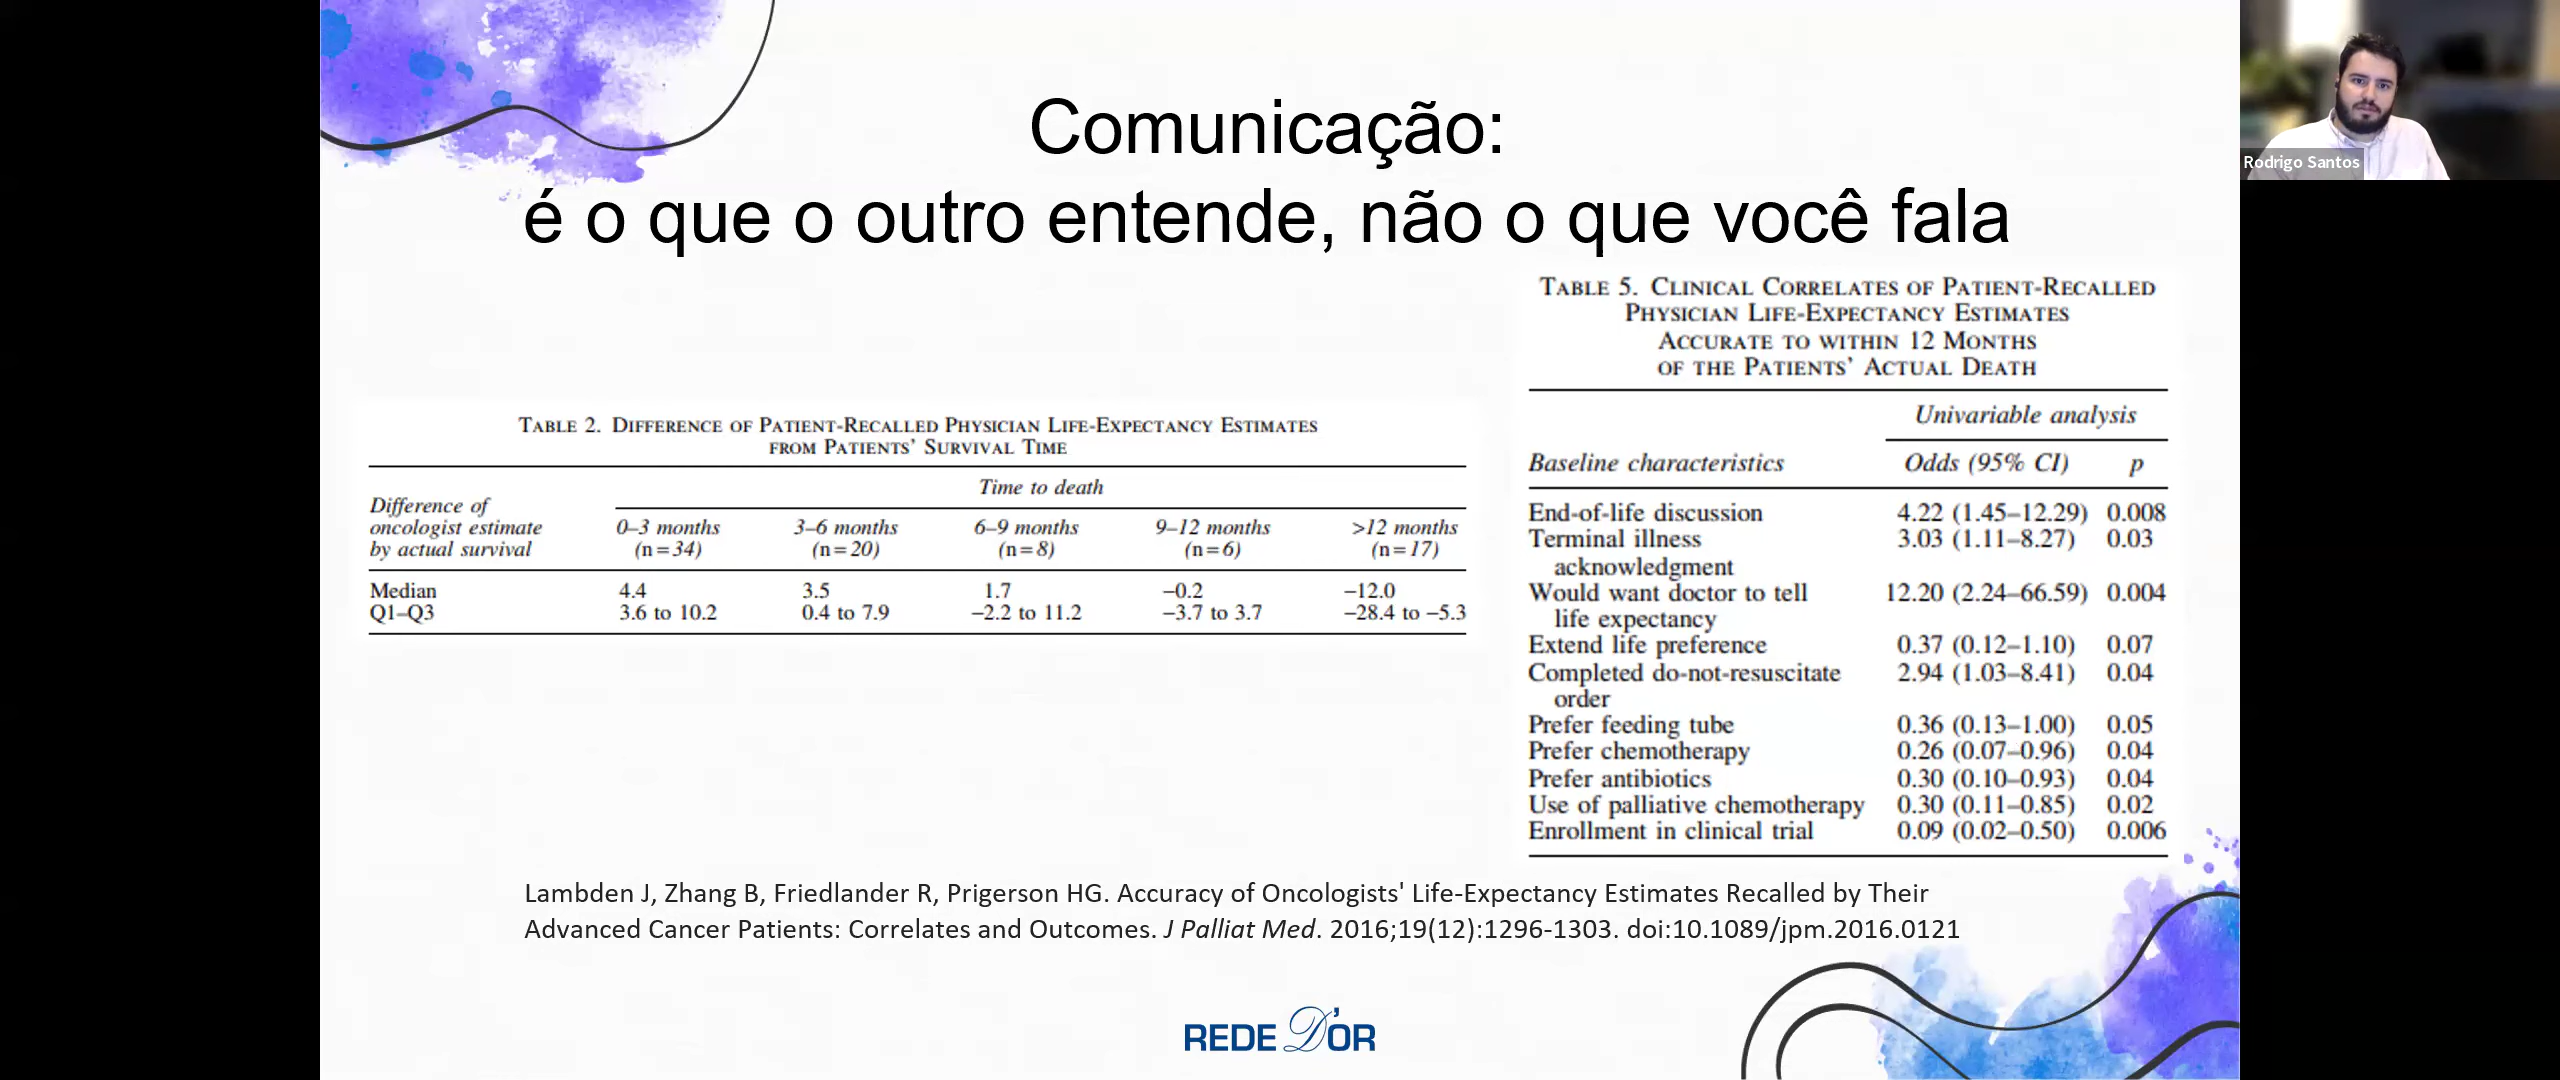 Comunicação:
é o que o outro entende, não o que você fala
Rodrigo Santos
TABLE 2. DIFFERENCE OF PATIENT-RECALLED PHYSICIAN LIFE-EXPECTANCY ESTIMATES
FROM PATIENTS' SURVIVAL TIME
Time to death
Difference of
oncologist estimate
by actual survival
0–3 months 3–6 months 6–9 months 9–12 months >12 months
(n=34) (n=20) (n=8) (n=6) (n=17)
Median 4.4 3.5 1.7 −0.2 −12.0
Q1–Q3 3.6 to 10.2 0.4 to 7.9 −2.2 to 11.2 −3.7 to 3.7 −28.4 to −5.3
TABLE 5. CLINICAL CORRELATES OF PATIENT-RECALLED
PHYSICIAN LIFE-EXPECTANCY ESTIMATES
ACCURATE TO WITHIN 12 MONTHS
OF THE PATIENTS' ACTUAL DEATH
Univariable analysis
Baseline characteristics Odds (95% CI) p
End-of-life discussion 4.22 (1.45–12.29) 0.008
Terminal illness 3.03 (1.11–8.27) 0.03
acknowledgment
Would want doctor to tell 12.20 (2.24–66.59) 0.004
life expectancy
Extend life preference 0.37 (0.12–1.10) 0.07
Completed do-not-resuscitate 2.94 (1.03–8.41) 0.04
order
Prefer feeding tube 0.36 (0.13–1.00) 0.05
Prefer chemotherapy 0.26 (0.07–0.96) 0.04
Prefer antibiotics 0.30 (0.10–0.93) 0.04
Use of palliative chemotherapy 0.30 (0.11–0.85) 0.02
Enrollment in clinical trial 0.09 (0.02–0.50) 0.006
Lambden J, Zhang B, Friedlander R, Prigerson HG. Accuracy of Oncologists' Life-Expectancy Estimates Recalled by Their
Advanced Cancer Patients: Correlates and Outcomes. J Palliat Med. 2016;19(12):1296-1303. doi:10.1089/jpm.2016.0121
REDE D'OR